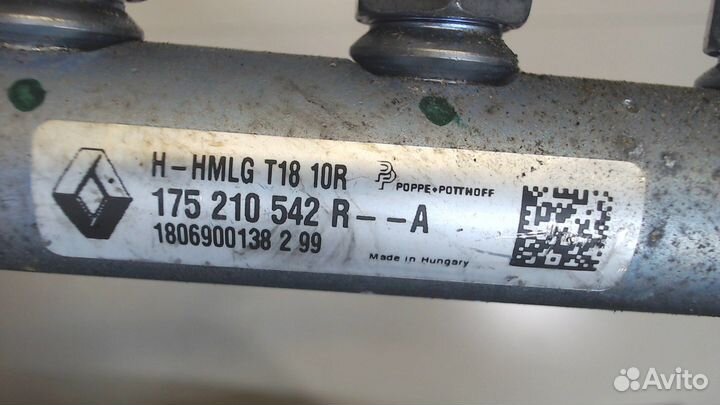 H-HMLG T18 10R
POPPE+POTTHOFF
175 210 542 R--A
1806900138 2 99
Made in Hungary
Avito